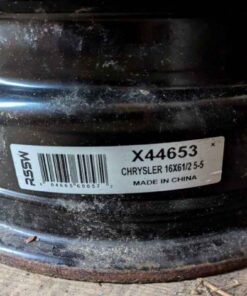 RSSW
X44653
CHRYSLER 16X61/2 5-5
MADE IN CHINA